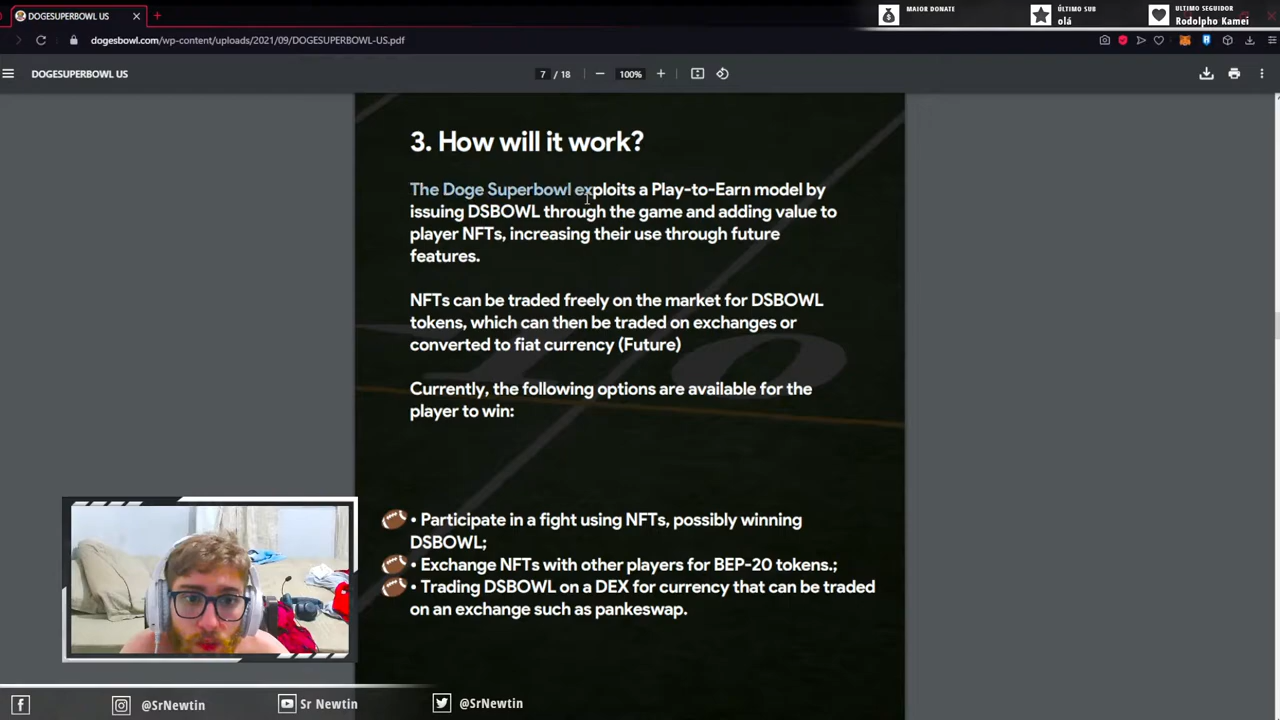 DOGESUPERBOWL US
MAIOR DONATE
ÚLTIMO SUB
olá
ULTIMO SEGUIDOR
Rodolpho Kamei
dogesbowl.com/wp-content/uploads/2021/09/DOGESUPERBOWL-US.pdf
DOGESUPERBOWL US
7 / 18
100%
3. How will it work?
The Doge Superbowl exploits a Play-to-Earn model by
issuing DSBOWL through the game and adding value to
player NFTs, increasing their use through future
features.
NFTs can be traded freely on the market for DSBOWL
tokens, which can then be traded on exchanges or
converted to fiat currency (Future)
Currently, the following options are available for the
player to win:
• Participate in a fight using NFTs, possibly winning
DSBOWL;
• Exchange NFTs with other players for BEP-20 tokens.;
• Trading DSBOWL on a DEX for currency that can be traded
on an exchange such as pankeswap.
@SrNewtin
Sr Newtin
@SrNewtin